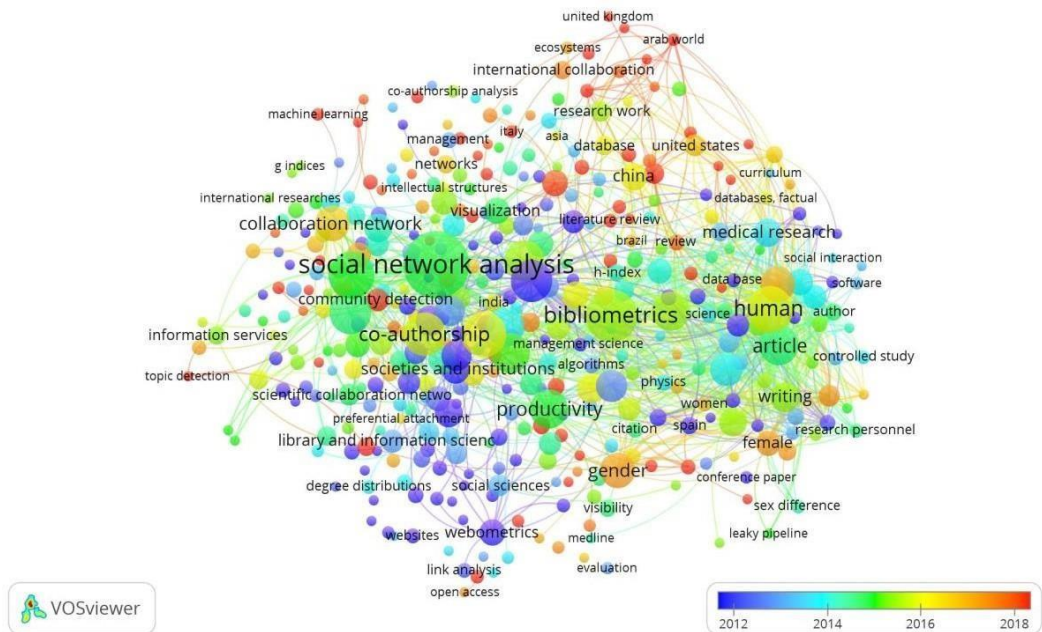 united kingdom
arab world
ecosystems
international collaboration
co-authorship analysis
research work
machine learning
italy
asia
management
database
united states
g indices
networks
china
curriculum
intellectual structures
international researches
databases, factual
visualization
collaboration network
literature review
medical research
brazil
review
social interaction
social network analysis
h-index
data base
software
community detection
india
bibliometrics
science
human
author
information services
co-authorship
management science
article
controlled study
societies and institutions
algorithms
topic detection
physics
scientific collaboration netwo
women
writing
productivity
preferential attachment
citation
spain
research personnel
library and information scienc
female
gender
conference paper
degree distributions
social sciences
sex difference
visibility
websites
webometrics
medline
leaky pipeline
link analysis
evaluation
open access
VOSviewer
2012
2014
2016
2018